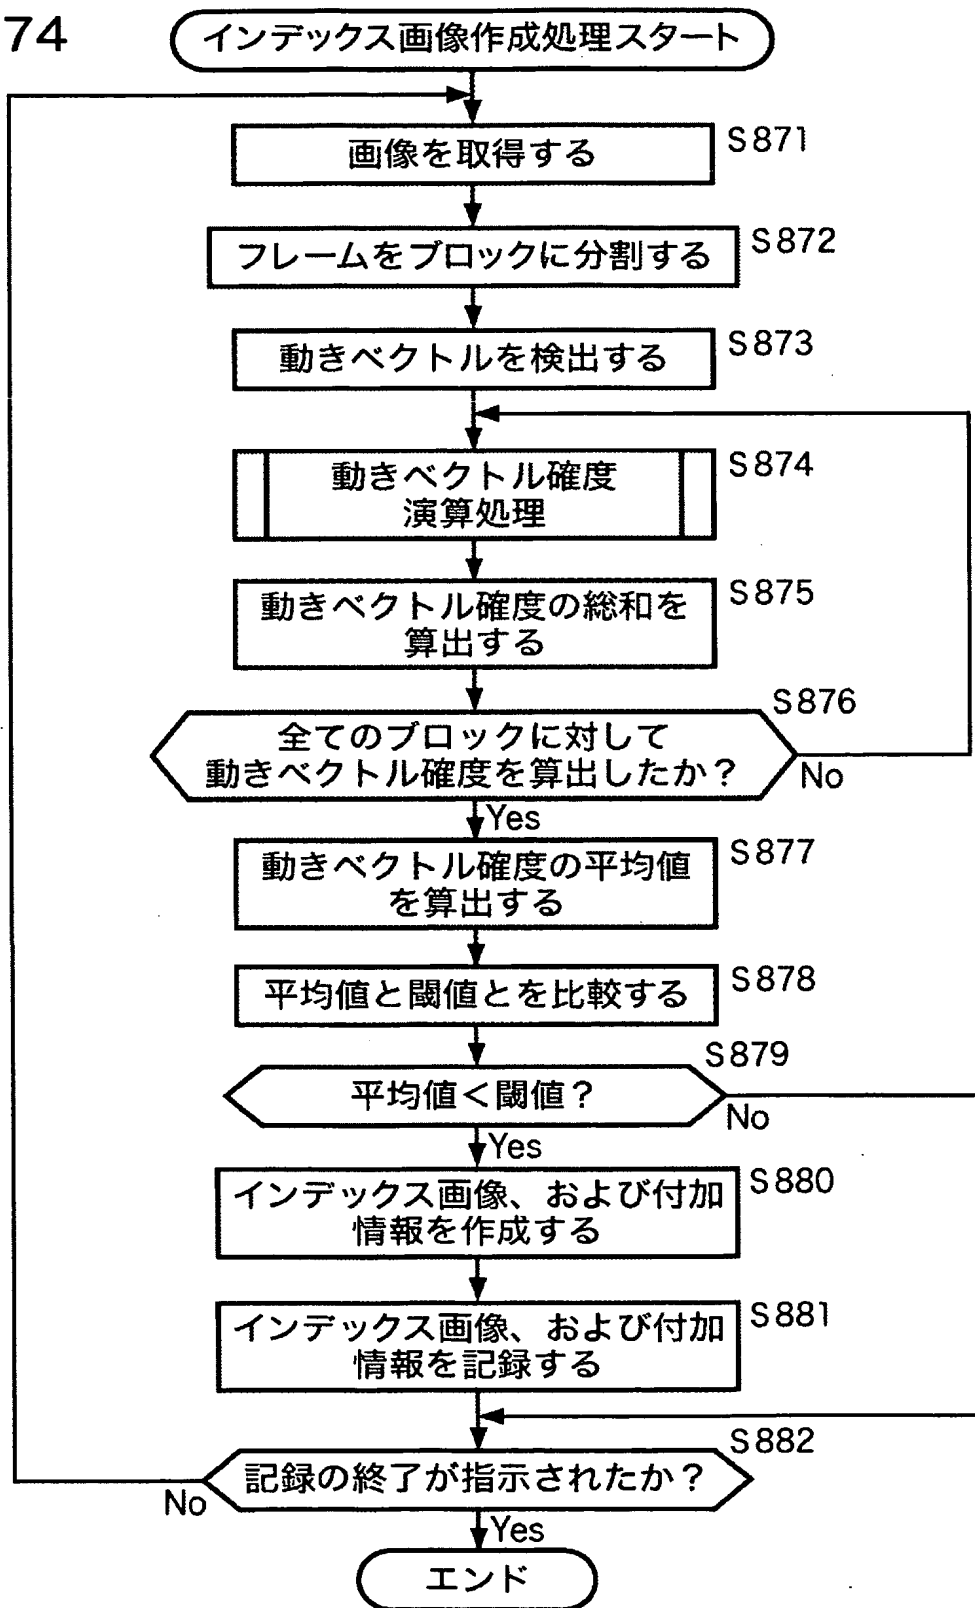 74
インデックス画像作成処理スタート
画像を取得する
S871
フレームをブロックに分割する
S872
動きベクトルを検出する
S873
動きベクトル確度
演算処理
S874
動きベクトル確度の総和を
算出する
S875
全てのブロックに対して
動きベクトル確度を算出したか？
S876
No
Yes
動きベクトル確度の平均値
を算出する
S877
平均値と閾値とを比較する
S878
平均値＜閾値？
S879
No
Yes
インデックス画像、および付加
情報を作成する
S880
インデックス画像、および付加
情報を記録する
S881
記録の終了が指示されたか？
S882
No
Yes
エンド